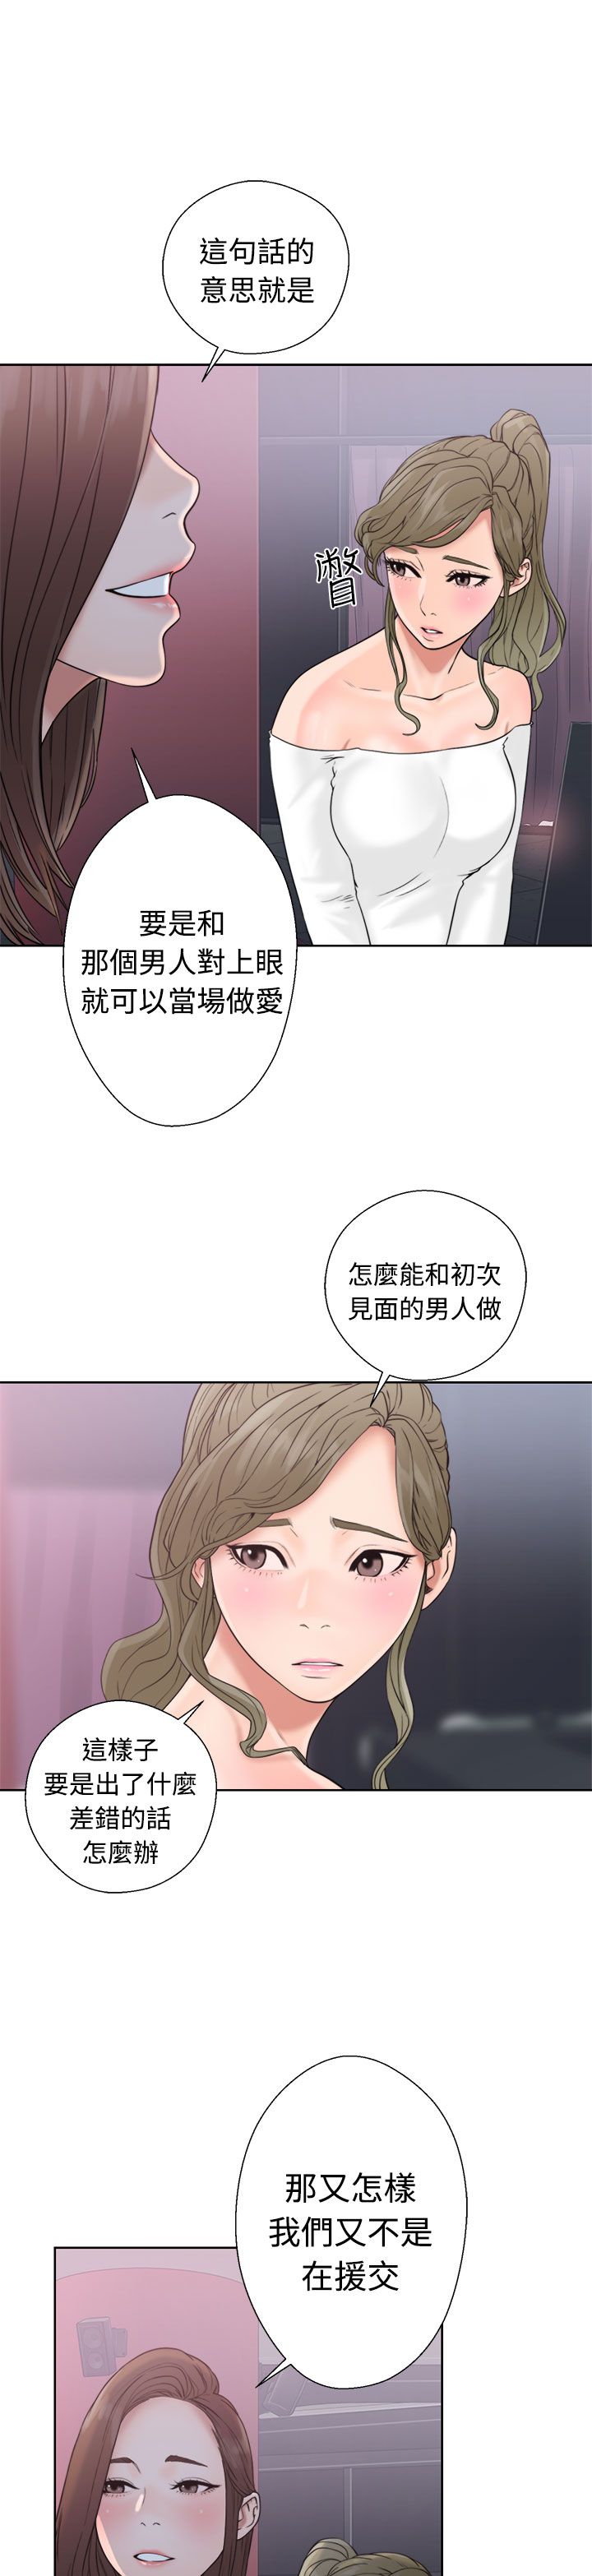 這句話的
意思就是
瞥
要是和
那個男人對上眼
就可以當場做愛
怎麼能和初次
見面的男人做
這樣子
要是出了什麼
差錯的話
怎麼辦
那又怎樣
我們又不是
在援交